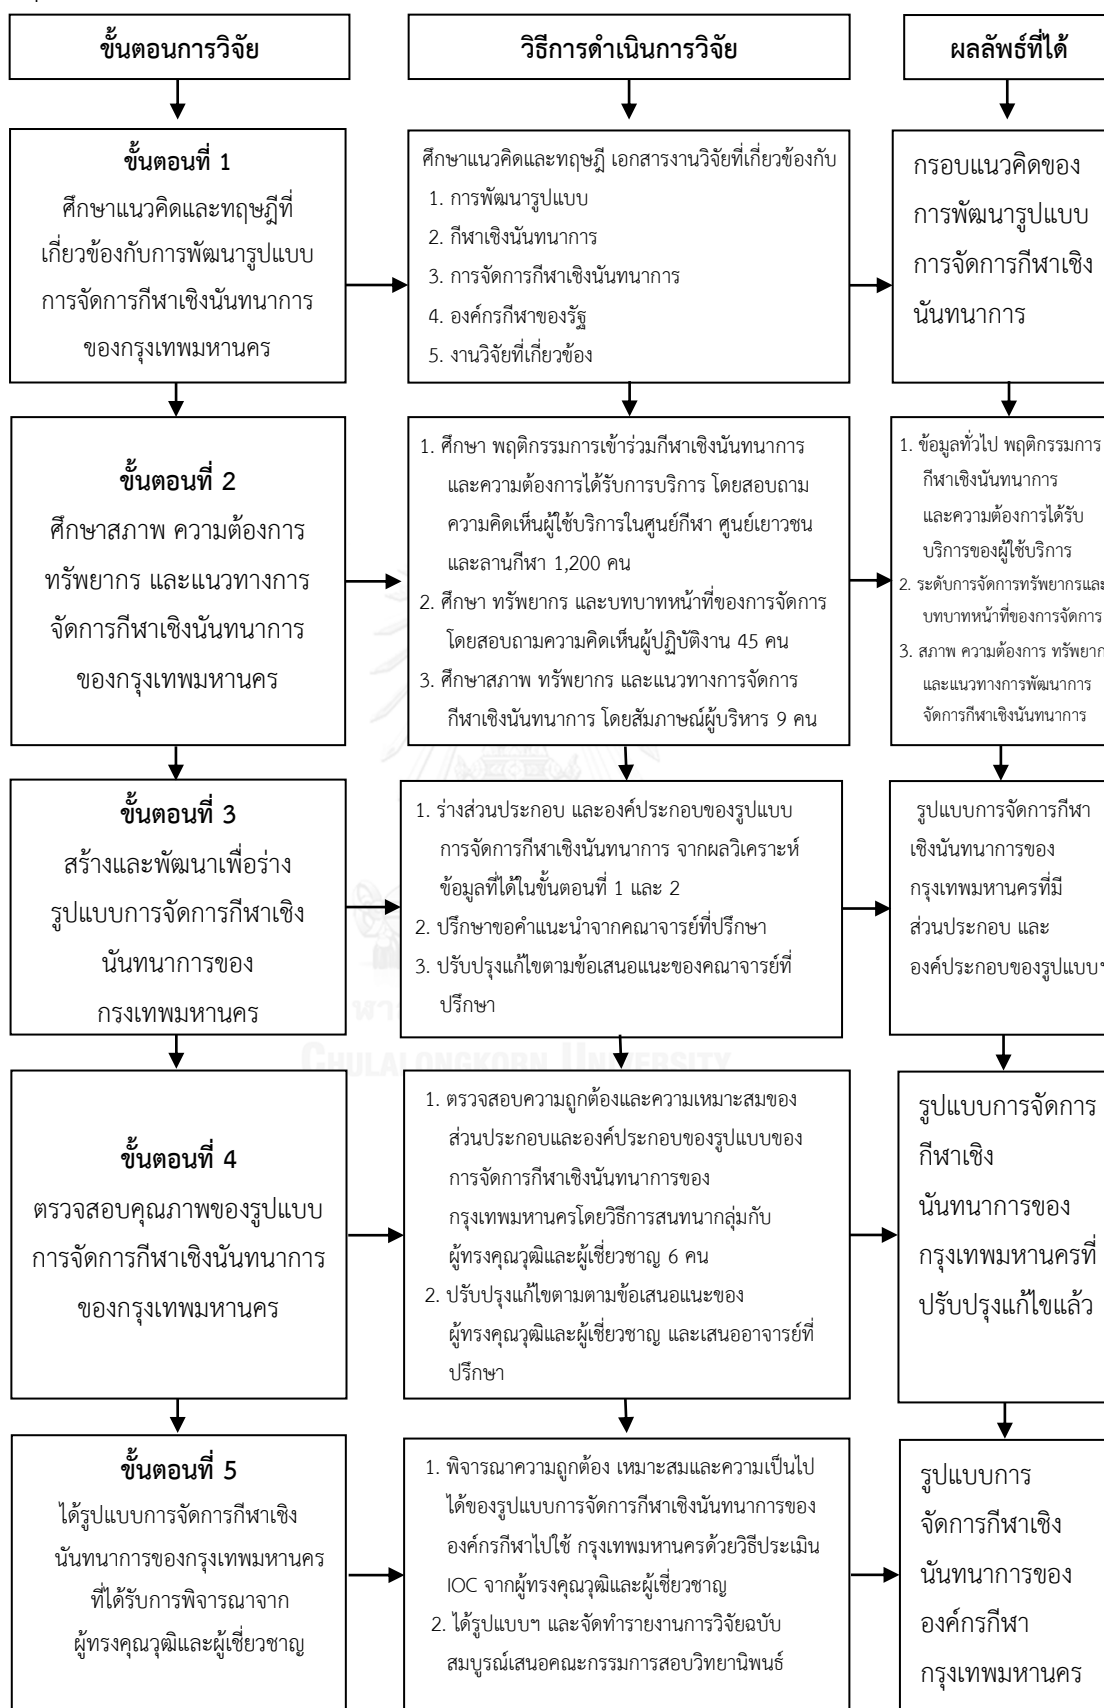 ขั้นตอนการวิจัย
วิธีการดำเนินการวิจัย
ผลลัพธ์ที่ได้
ขั้นตอนที่ 1
ศึกษาแนวคิดและทฤษฎีที่
เกี่ยวข้องกับการพัฒนารูปแบบ
การจัดการกีฬาเชิงนันทนาการ
ของกรุงเทพมหานคร
ศึกษาแนวคิดและทฤษฎี เอกสารงานวิจัยที่เกี่ยวข้องกับ
1. การพัฒนารูปแบบ
2. กีฬาเชิงนันทนาการ
3. การจัดการกีฬาเชิงนันทนาการ
4. องค์กรกีฬาของรัฐ
5. งานวิจัยที่เกี่ยวข้อง
กรอบแนวคิดของ
การพัฒนารูปแบบ
การจัดการกีฬาเชิง
นันทนาการ
ขั้นตอนที่ 2
ศึกษาสภาพ ความต้องการ
ทรัพยากร และแนวทางการ
จัดการกีฬาเชิงนันทนาการ
ของกรุงเทพมหานคร
1. ศึกษา พฤติกรรมการเข้าร่วมกีฬาเชิงนันทนาการ
และความต้องการได้รับการบริการ โดยสอบถาม
ความคิดเห็นผู้ใช้บริการในศูนย์กีฬา ศูนย์เยาวชน
และลานกีฬา 1,200 คน
2. ศึกษา ทรัพยากร และบทบาทหน้าที่ของการจัดการ
โดยสอบถามความคิดเห็นผู้ปฏิบัติงาน 45 คน
3. ศึกษาสภาพ ทรัพยากร และแนวทางการจัดการ
กีฬาเชิงนันทนาการ โดยสัมภาษณ์ผู้บริหาร 9 คน
1. ข้อมูลทั่วไป พฤติกรรมการ
กีฬาเชิงนันทนาการ
และความต้องการได้รับ
บริการของผู้ใช้บริการ
2. ระดับการจัดการทรัพยากรและ
บทบาทหน้าที่ของการจัดการ
3. สภาพ ความต้องการ ทรัพยาก
และแนวทางการพัฒนาการ
จัดการกีฬาเชิงนันทนาการ
ขั้นตอนที่ 3
สร้างและพัฒนาเพื่อร่าง
รูปแบบการจัดการกีฬาเชิง
นันทนาการของ
กรงเทพมหานคร
1. ร่างส่วนประกอบ และองค์ประกอบของรูปแบบ
การจัดการกีฬาเชิงนันทนาการ จากผลวิเคราะห์
ข้อมูลที่ได้ในขั้นตอนที่ 1 และ 2
2. ปรึกษาขอคำแนะนำจากคณาจารย์ที่ปรึกษา
3. ปรับปรุงแก้ไขตามข้อเสนอแนะของคณาจารย์ที่
ปรึกษา
รูปแบบการจัดการกีฬา
เชิงนันทนาการของ
กรุงเทพมหานครที่มี
ส่วนประกอบ และ
องค์ประกอบของรูปแบบฯ
CHULALONGKORN UNIVERSITY
ขั้นตอนที่ 4
ตรวจสอบคุณภาพของรูปแบบ
การจัดการกีฬาเชิงนันทนาการ
ของกรุงเทพมหานคร
1. ตรวจสอบความถูกต้องและความเหมาะสมของ
ส่วนประกอบและองค์ประกอบของรูปแบบของ
การจัดการกีฬาเชิงนันทนาการของ
กรุงเทพมหานครโดยวิธีการสนทนากลุ่มกับ
ผู้ทรงคุณวุฒิและผู้เชี่ยวชาญ 6 คน
2. ปรับปรุงแก้ไขตามตามข้อเสนอแนะของ
ผู้ทรงคุณวุฒิและผู้เชี่ยวชาญ และเสนออาจารย์ที่
ปรึกษา
รูปแบบการจัดการ
กีฬาเชิง
นันทนาการของ
กรุงเทพมหานครที่
ปรับปรุงแก้ไขแล้ว
ขั้นตอนที่ 5
ได้รูปแบบการจัดการกีฬาเชิง
นันทนาการของกรุงเทพมหานคร
ที่ได้รับการพิจารณาจาก
ผู้ทรงคุณวุฒิและผู้เชี่ยวชาญ
1. พิจารณาความถูกต้อง เหมาะสมและความเป็นไป
ได้ของรูปแบบการจัดการกีฬาเชิงนันทนาการของ
องค์กรกีฬาไปใช้ กรุงเทพมหานครด้วยวิธีประเมิน
IOC จากผู้ทรงคุณวุฒิและผู้เชี่ยวชาญ
2. ได้รูปแบบฯ และจัดทำรายงานการวิจัยฉบับ
สมบูรณ์เสนอคณะกรรมการสอบวิทยานิพนธ์
รูปแบบการ
จัดการกีฬาเชิง
นันทนาการของ
องค์กรกีฬา
กรุงเทพมหานคร